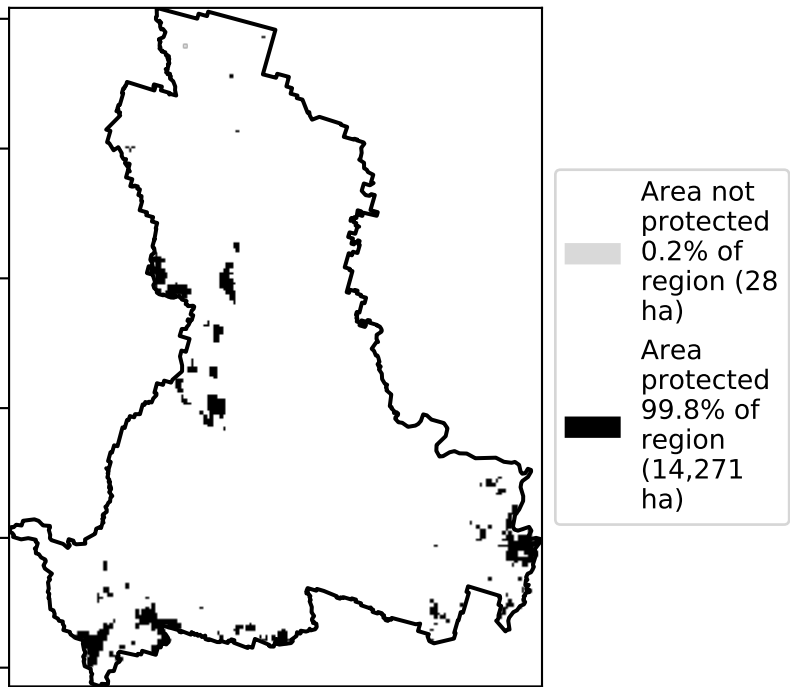 Area not
protected
0.2% of
region (28
ha)
Area
protected
99.8% of
region
(14,271
ha)